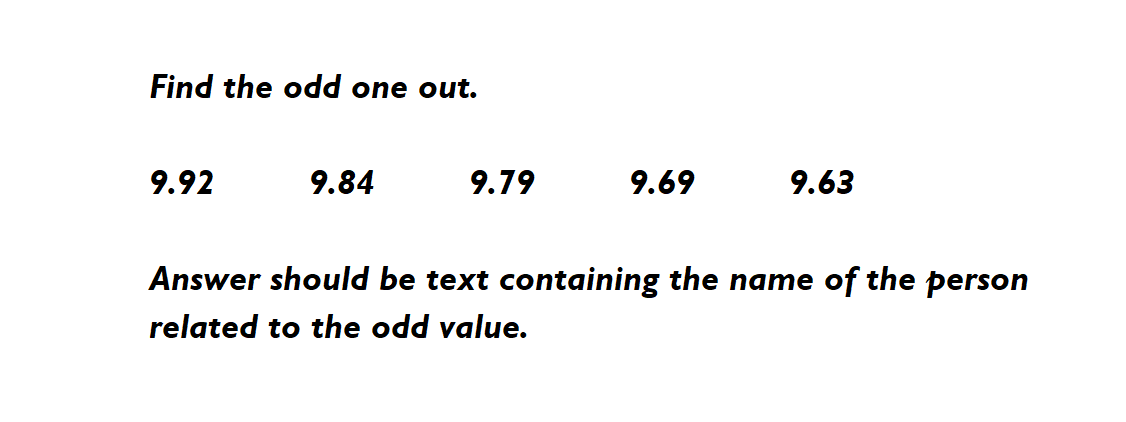 Find the odd one out.
9.92 9.84 9.79 9.69 9.63
Answer should be text containing the name of the person
related to the odd value.